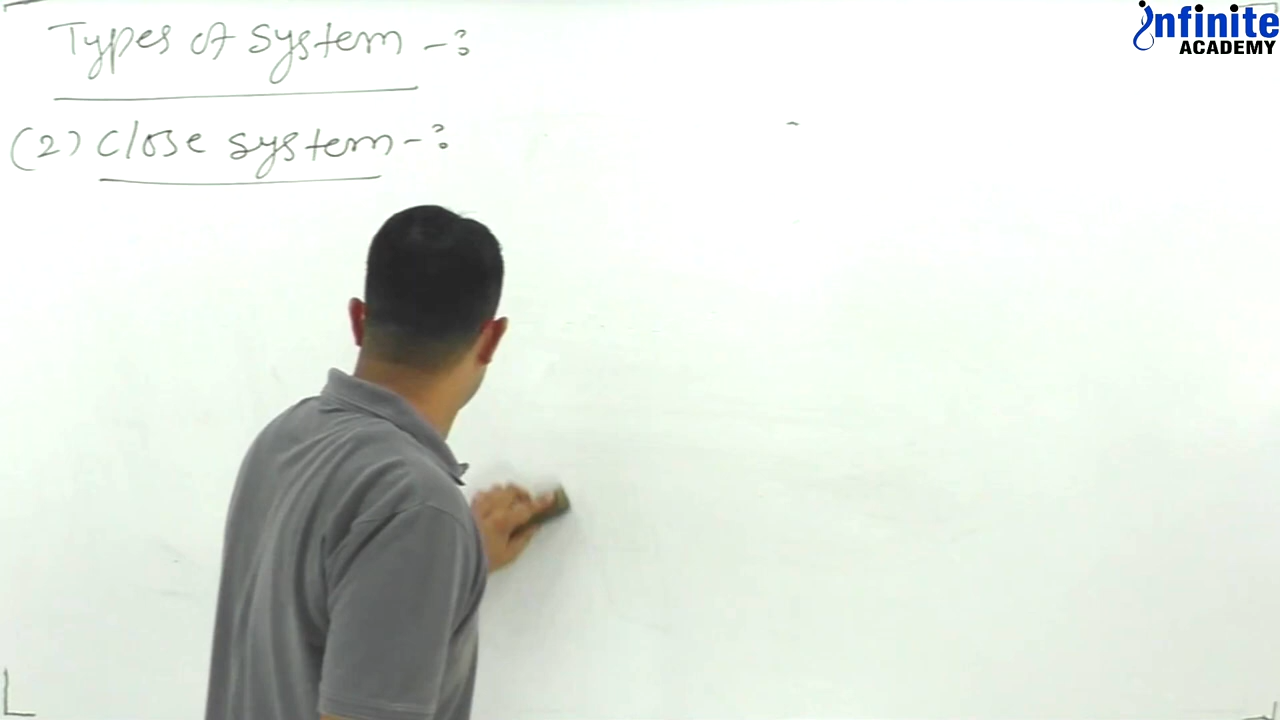 Types of System -:
(2) Close System -:
infinite
ACADEMY